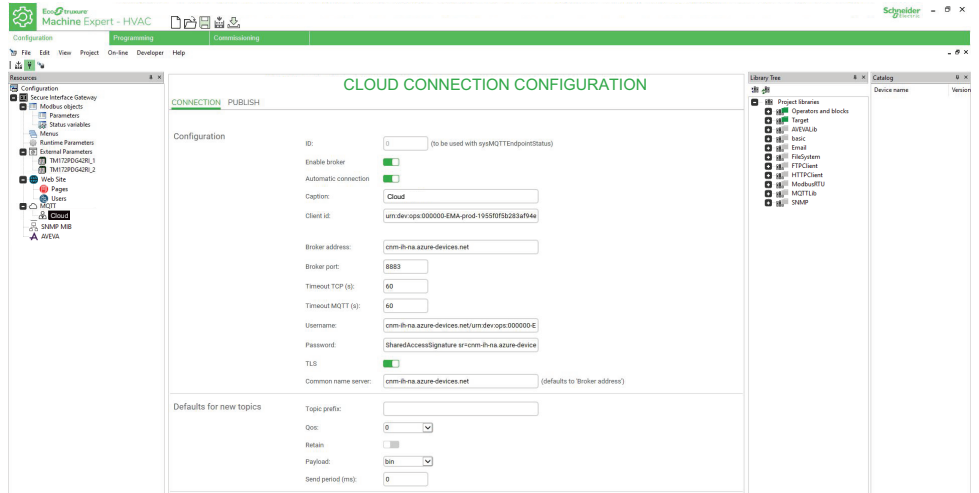 EcoStruxure
Machine Expert - HVAC
Schneider
Electric
Configuration
Programming
Commissioning
File Edit View Project On-line Developer Help
Resources
Configuration
Secure Interface Gateway
Modbus objects
Parameters
Status variables
Menus
Runtime Parameters
External Parameters
TM172PDG42RI_1
TM172PDG42RI_2
Web Site
Pages
Users
MQTT
Cloud
SNMP MIB
AVEVA
CLOUD CONNECTION CONFIGURATION
CONNECTION PUBLISH
Configuration
ID: 0 (to be used with sysMQTTEndpointStatus)
Enable broker
Automatic connection
Caption: Cloud
Client id: urn:dev:ops:000000-EMA-prod-1955f0f5b283af94e
Broker address: cnm-ih-na.azure-devices.net
Broker port: 8883
Timeout TCP (s): 60
Timeout MQTT (s): 60
Username: cnm-ih-na.azure-devices.net/urn:dev:ops:000000-E
Password: SharedAccessSignature sr=cnm-ih-na.azure-device
TLS
Common name server: cnm-ih-na.azure-devices.net (defaults to 'Broker address')
Defaults for new topics
Topic prefix:
Qos: 0
Retain
Payload: bin
Send period (ms): 0
Library Tree
Project libraries
Operators and blocks
Target
AVEVALib
basic
Email
FileSystem
FTPClient
HTTPClient
ModbusRTU
MQTTLib
SNMP
Catalog
Device name Version